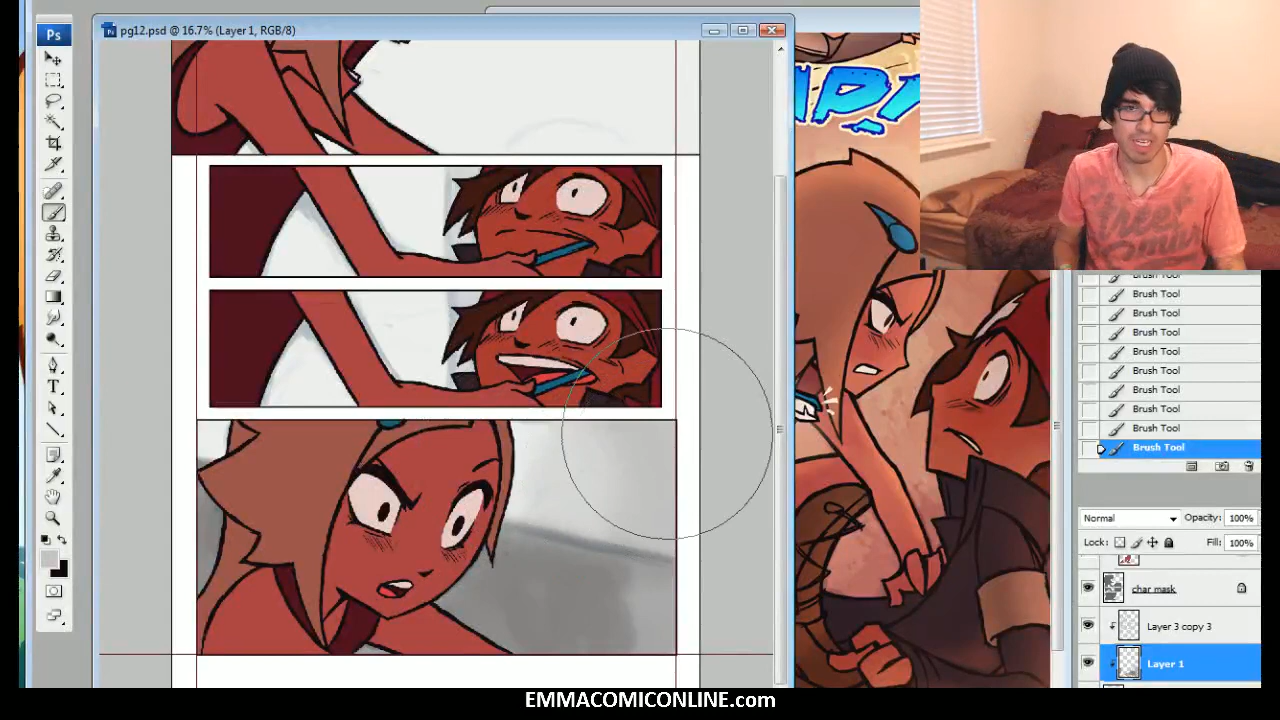 Ps
pg12.psd @ 16.7% (Layer 1, RGB/8)
Brush Tool
Brush Tool
Brush Tool
Brush Tool
Brush Tool
Brush Tool
Brush Tool
Brush Tool
Brush Tool
Brush Tool
Normal
Opacity: 100%
Lock:
Fill: 100%
char mask
Layer 3 copy 3
Layer 1
EMMACOMICONLINE.com